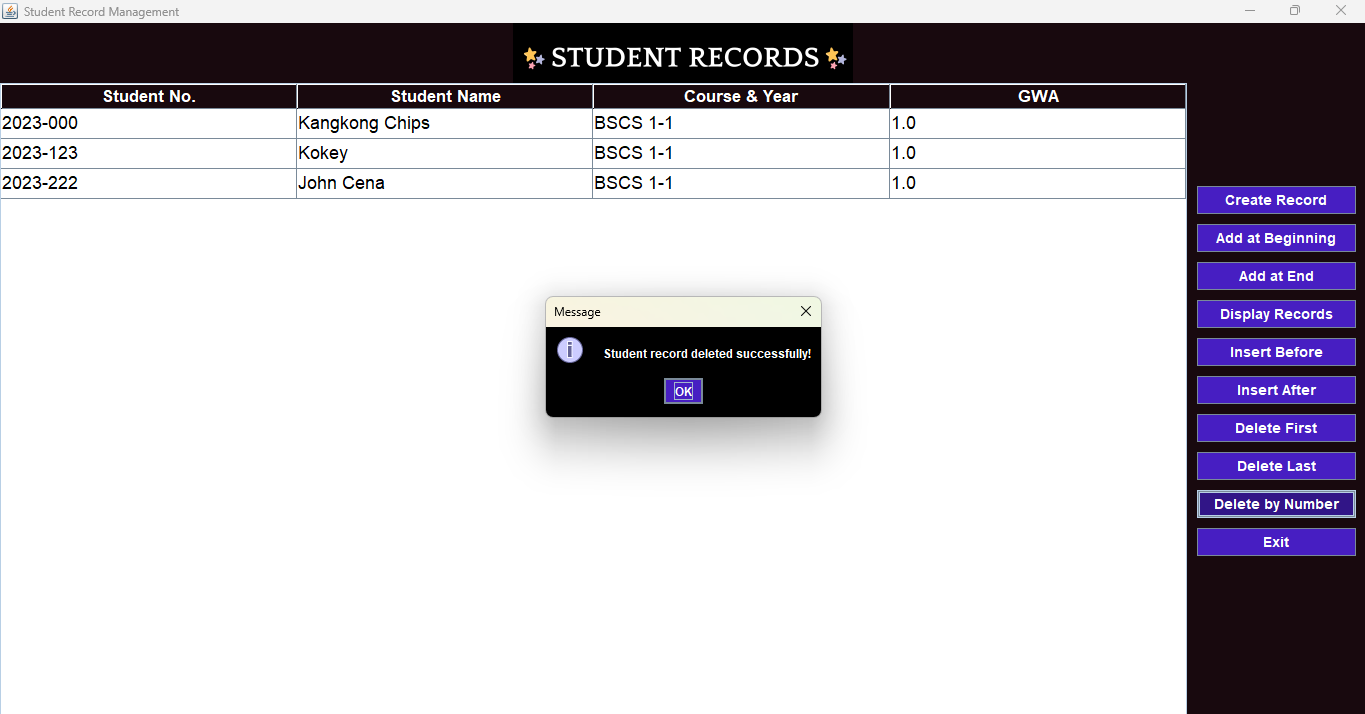 Student Record Management
STUDENT RECORDS
Student No. Student Name Course & Year GWA
2023-000 Kangkong Chips BSCS 1-1 1.0
2023-123 Kokey BSCS 1-1 1.0
2023-222 John Cena BSCS 1-1 1.0
Message
Student record deleted successfully!
OK
Create Record
Add at Beginning
Add at End
Display Records
Insert Before
Insert After
Delete First
Delete Last
Delete by Number
Exit